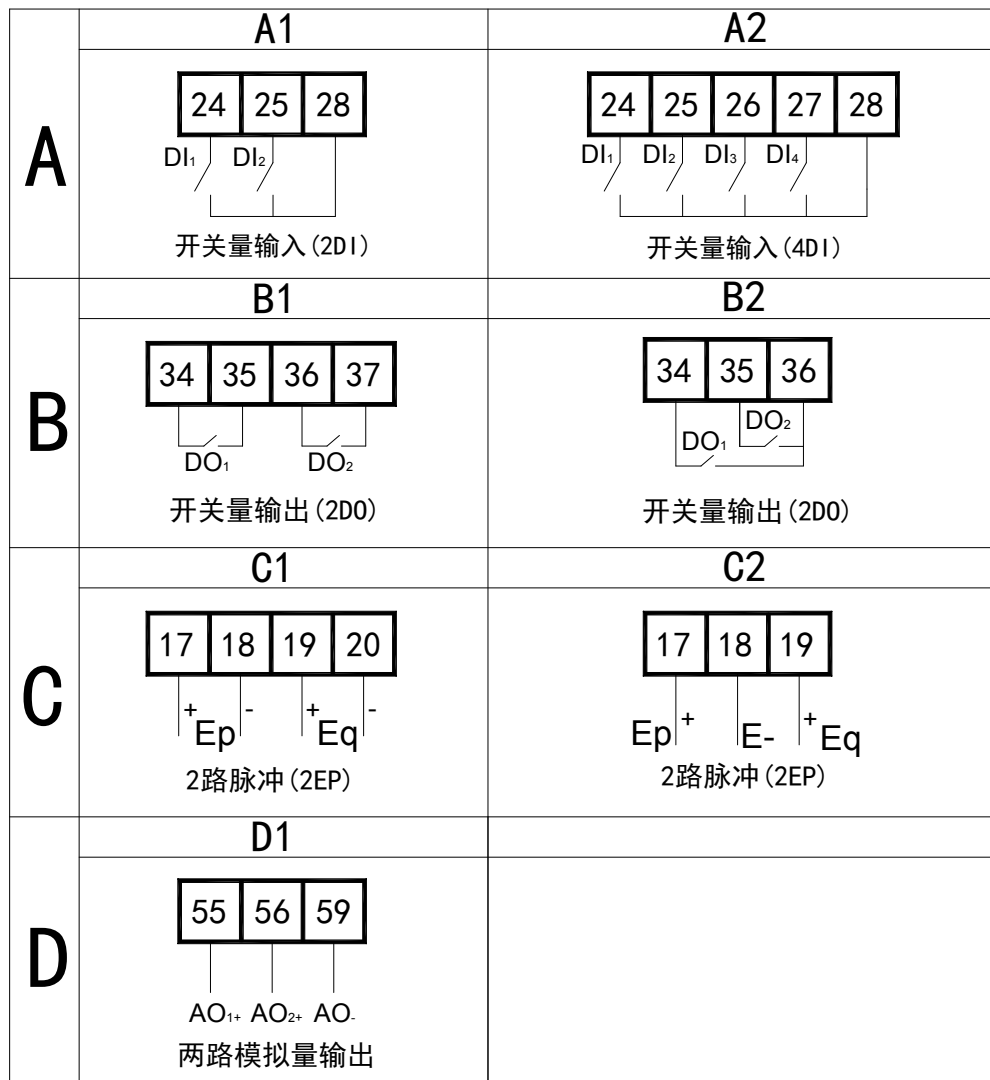 A1 A2
A
24 25 28
DI1 DI2
开关量输入(2DI)
24 25 26 27 28
DI1 DI2 DI3 DI4
开关量输入(4DI)
B1 B2
B
34 35 36 37
DO1 DO2
开关量输出(2DO)
34 35 36
DO2
DO1
开关量输出(2DO)
C1 C2
C
17 18 19 20
+ - + -
Ep Eq
2路脉冲(2EP)
17 18 19
Ep+ E- +Eq
2路脉冲(2EP)
D1
D
55 56 59
AO1+ AO2+ AO-
两路模拟量输出